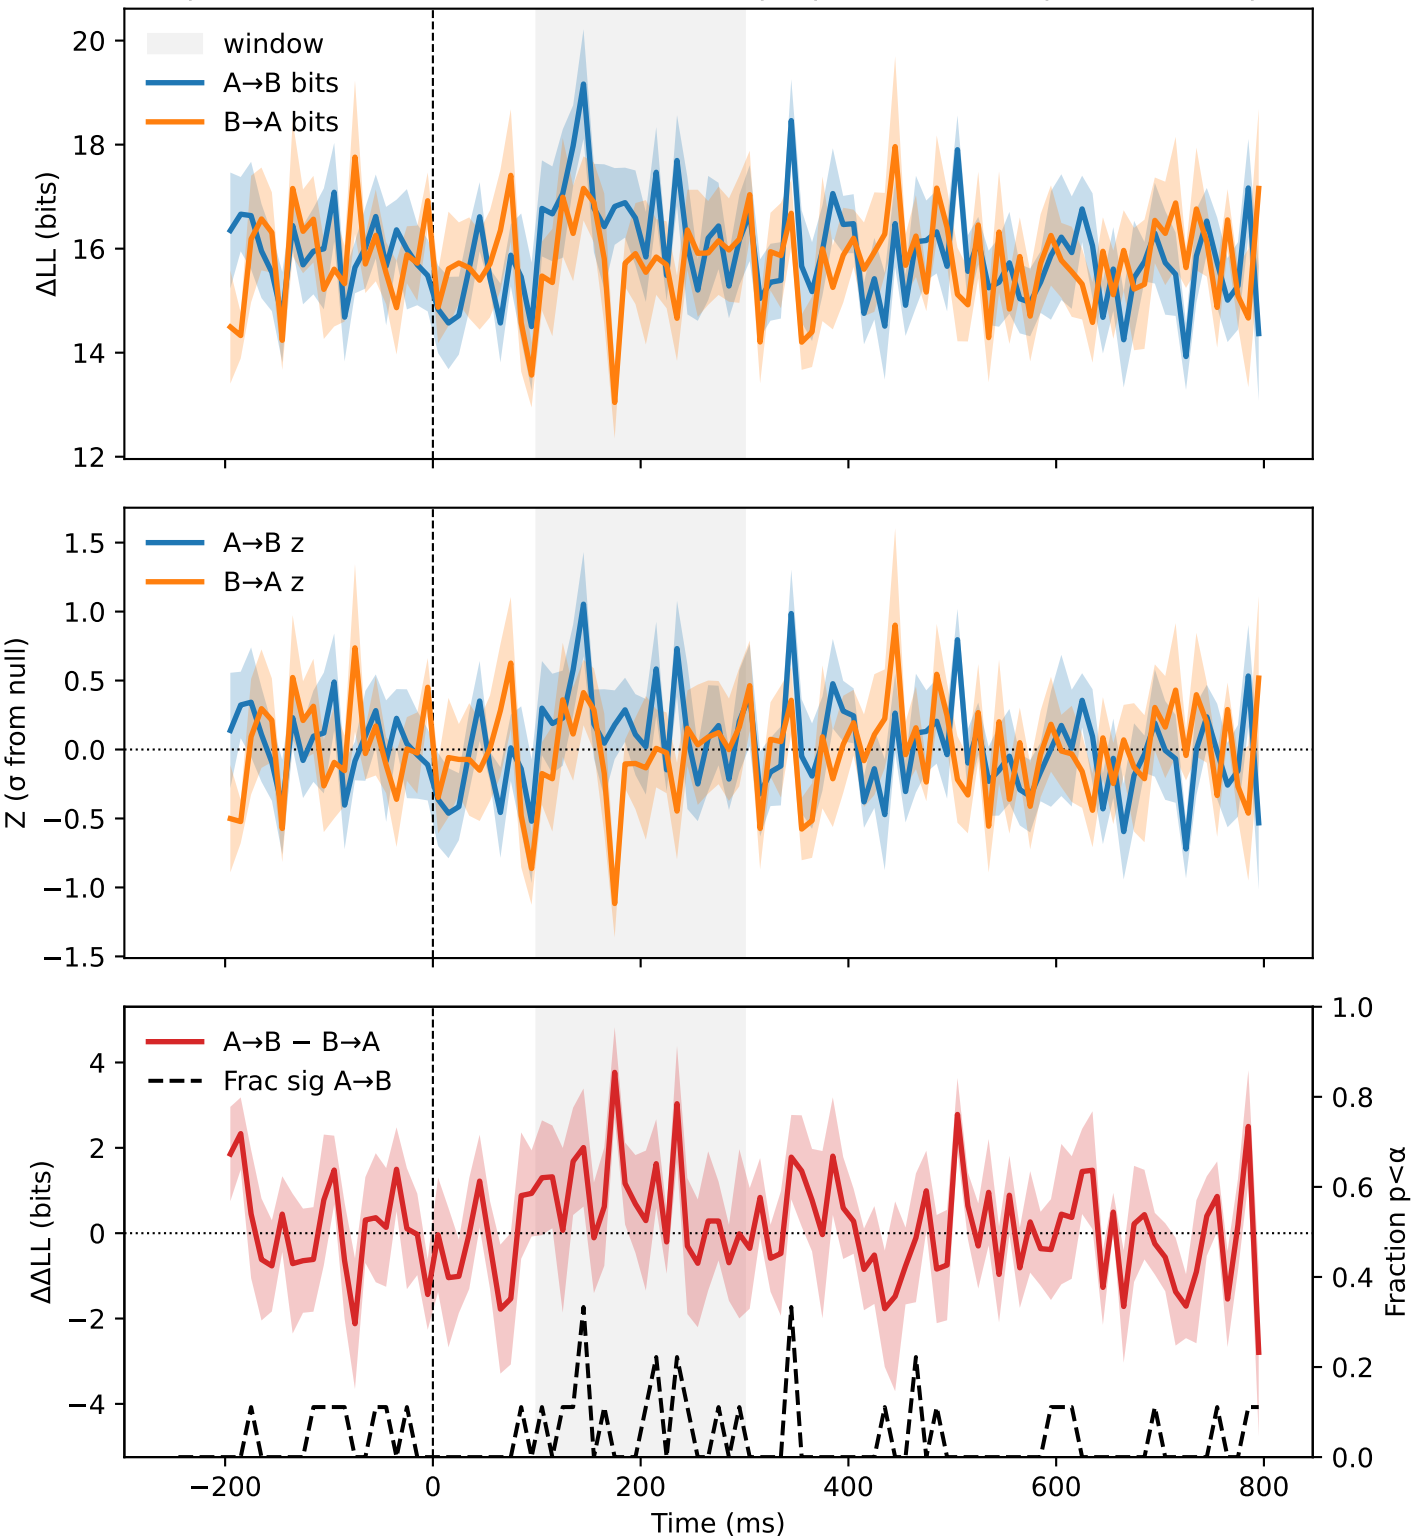 20
18
16
14
12
ΔLL (bits)
window
A→B bits
B→A bits
1.5
1.0
0.5
0.0
−0.5
−1.0
−1.5
Z (σ from null)
A→B z
B→A z
4
2
0
−2
−4
ΔΔLL (bits)
A→B − B→A
Frac sig A→B
1.0
0.8
0.6
0.4
0.2
0.0
Fraction p<α
−200
0
200
400
600
800
Time (ms)